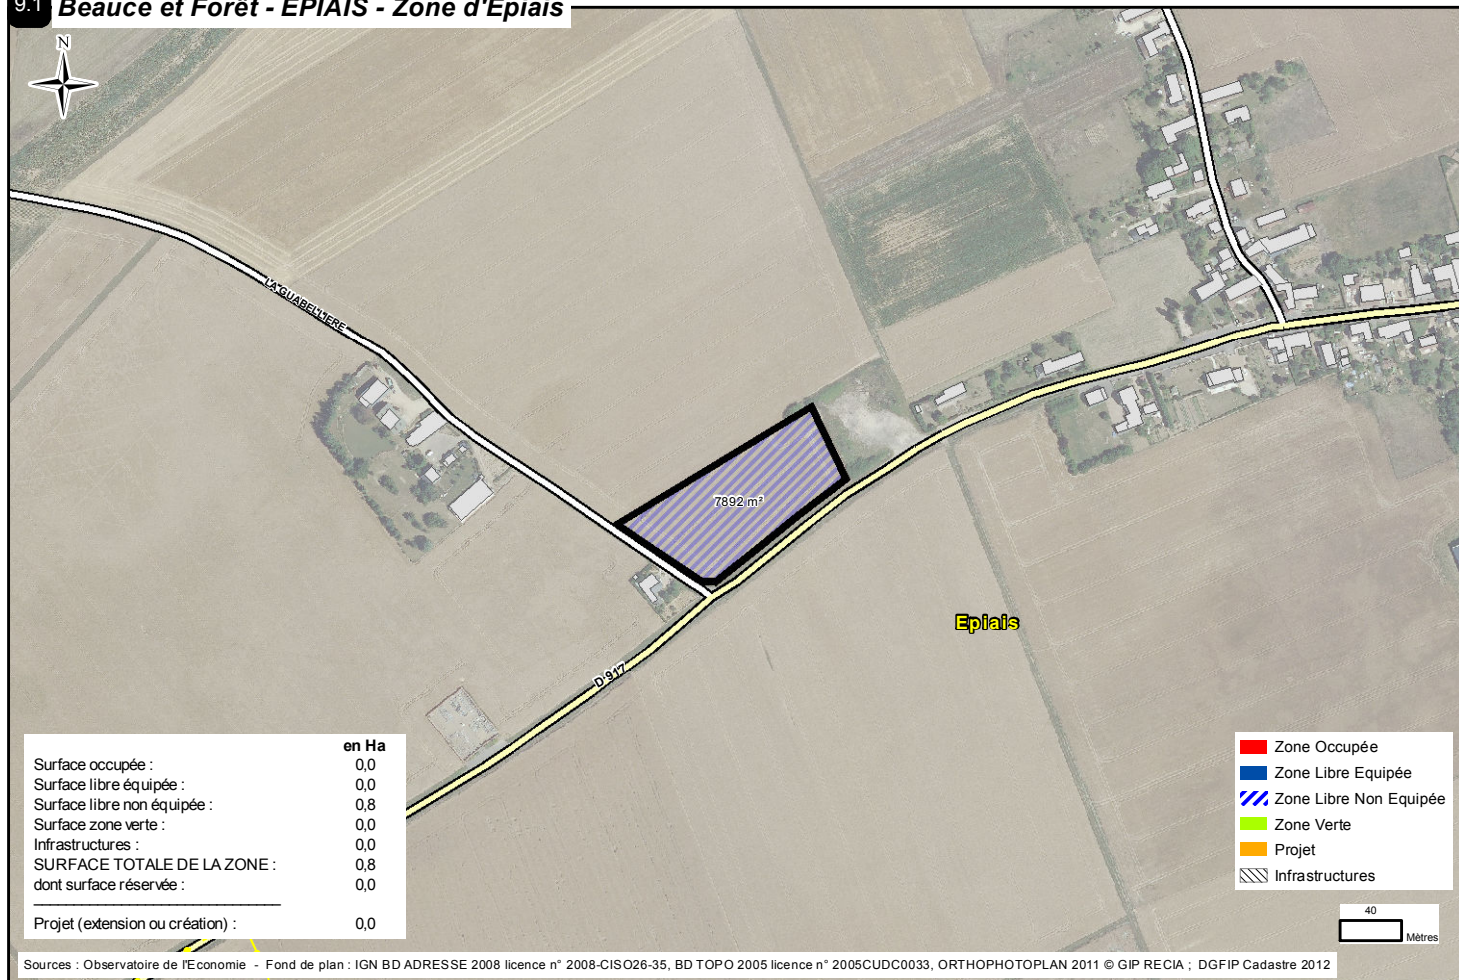 9.1 Beauce et Forêt - EPIAIS - Zone d'Epiais
N
LA GUABELLIERE
7892 m²
Epiais
D 917
en Ha
Surface occupée : 0,0
Surface libre équipée : 0,0
Surface libre non équipée : 0,8
Surface zone verte : 0,0
Infrastructures : 0,0
SURFACE TOTALE DE LA ZONE : 0,8
dont surface réservée : 0,0
Projet (extension ou création) : 0,0
Zone Occupée
Zone Libre Equipée
Zone Libre Non Equipée
Zone Verte
Projet
Infrastructures
40
Mètres
Sources : Observatoire de l'Economie - Fond de plan : IGN BD ADRESSE 2008 licence n° 2008-CISO26-35, BD TOPO 2005 licence n° 2005CUDC0033, ORTHOPHOTOPLAN 2011 © GIP RECIA ; DGFIP Cadastre 2012